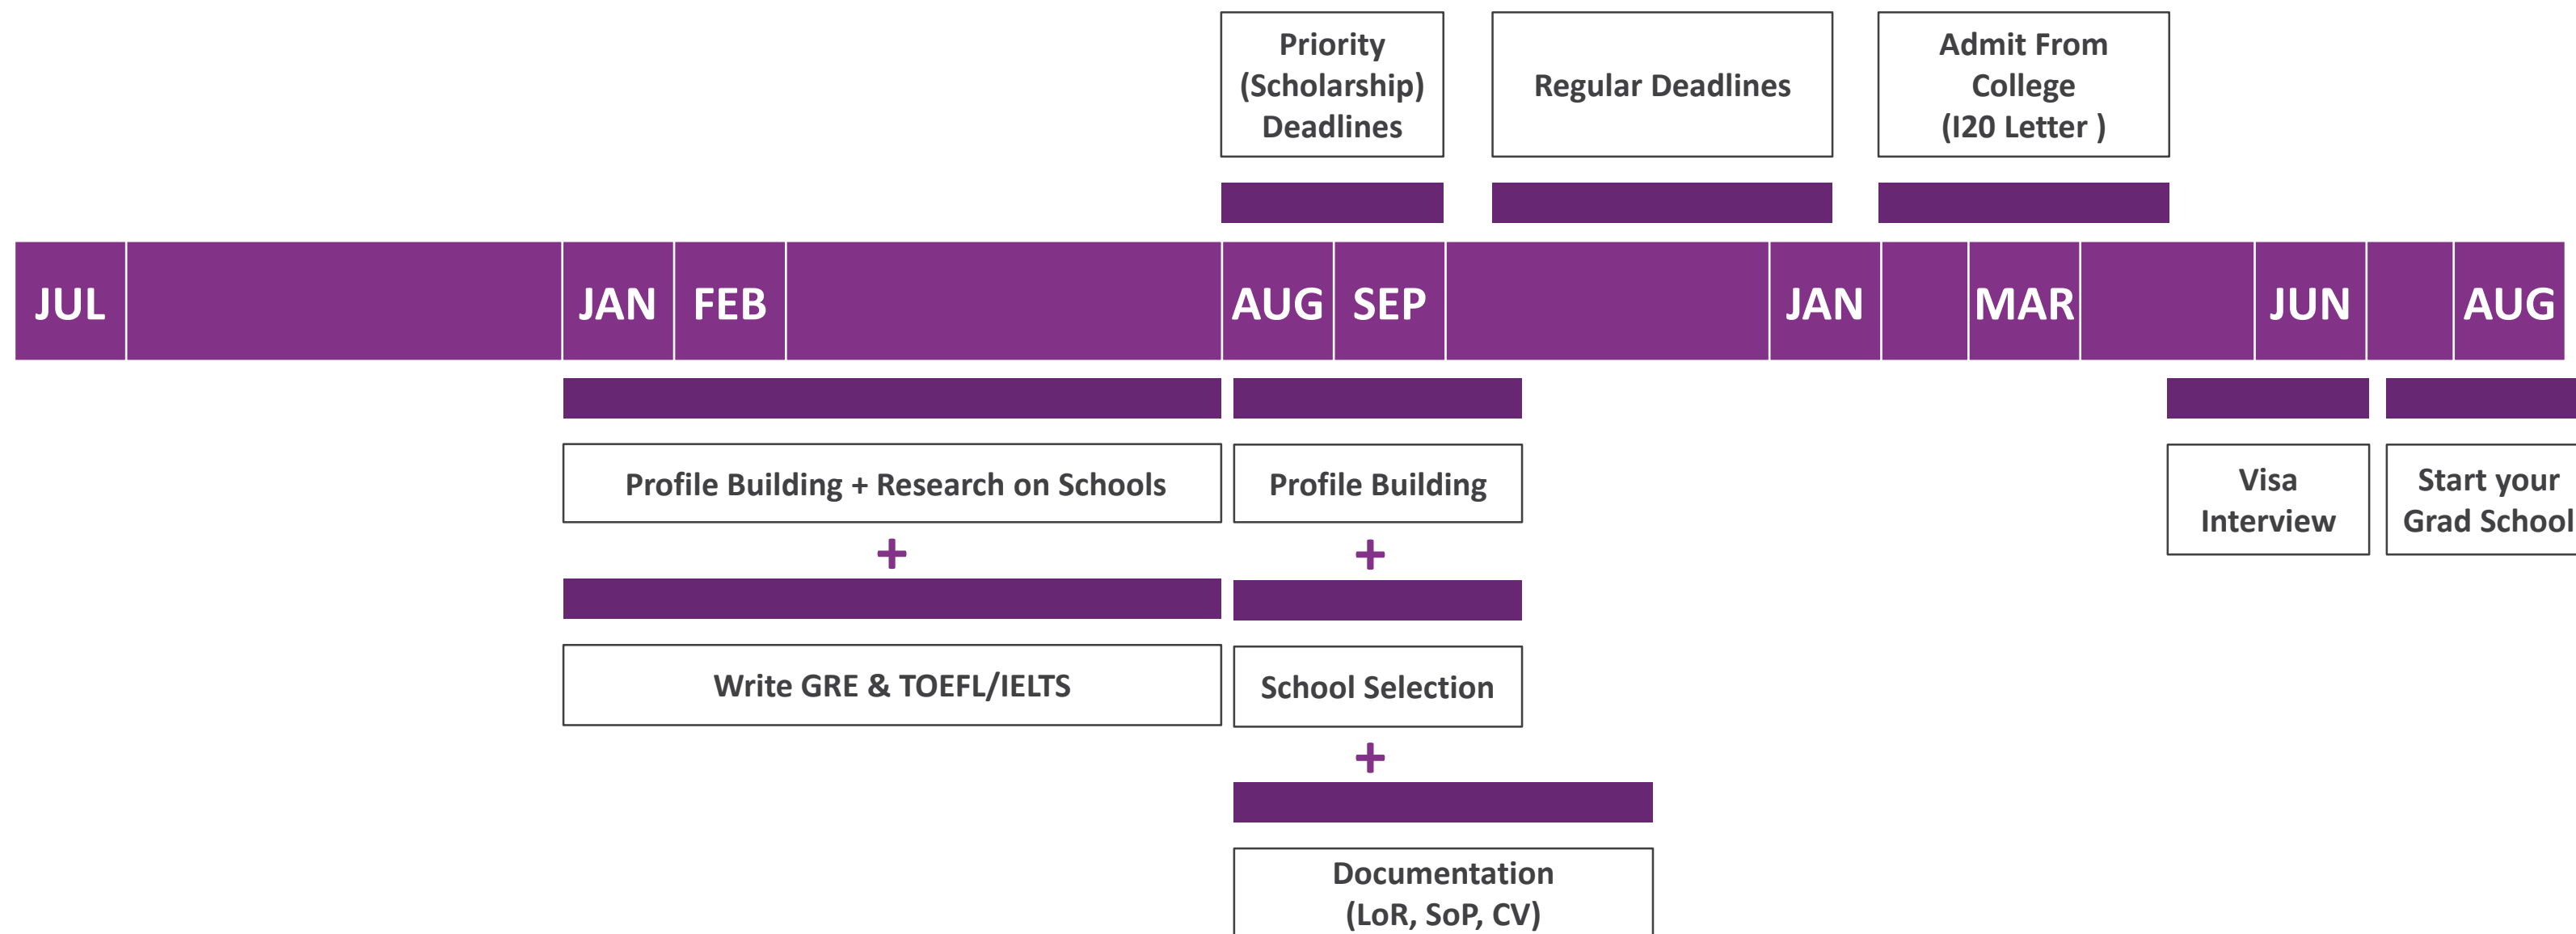 Priority
(Scholarship)
Deadlines
Regular Deadlines
Admit From
College
(I20 Letter )
JUL
JAN
FEB
AUG
SEP
JAN
MAR
JUN
AUG
Profile Building + Research on Schools
Profile Building
Visa
Interview
Start your
Grad School
+
+
Write GRE & TOEFL/IELTS
School Selection
+
Documentation
(LoR, SoP, CV)